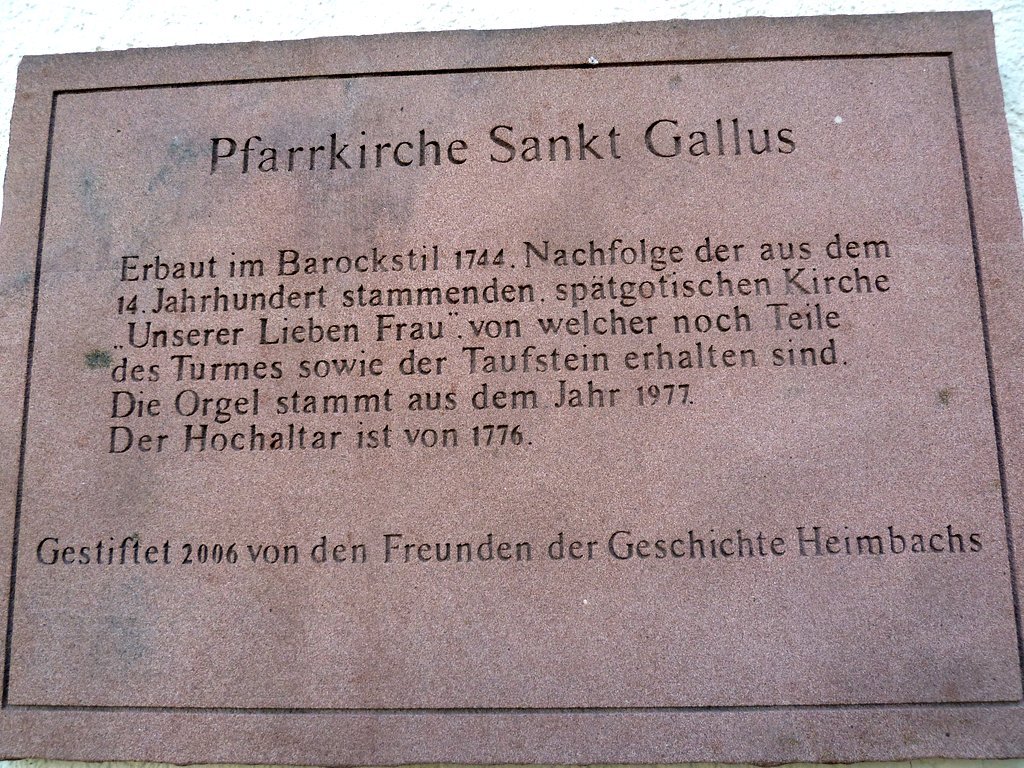 Pfarrkirche Sankt Gallus
Erbaut im Barockstil 1744. Nachfolge der aus dem
14. Jahrhundert stammenden, spätgotischen Kirche
„Unserer Lieben Frau", von welcher noch Teile
des Turmes sowie der Taufstein erhalten sind.
Die Orgel stammt aus dem Jahr 1977.
Der Hochaltar ist von 1776.
Gestiftet 2006 von den Freunden der Geschichte Heimbachs